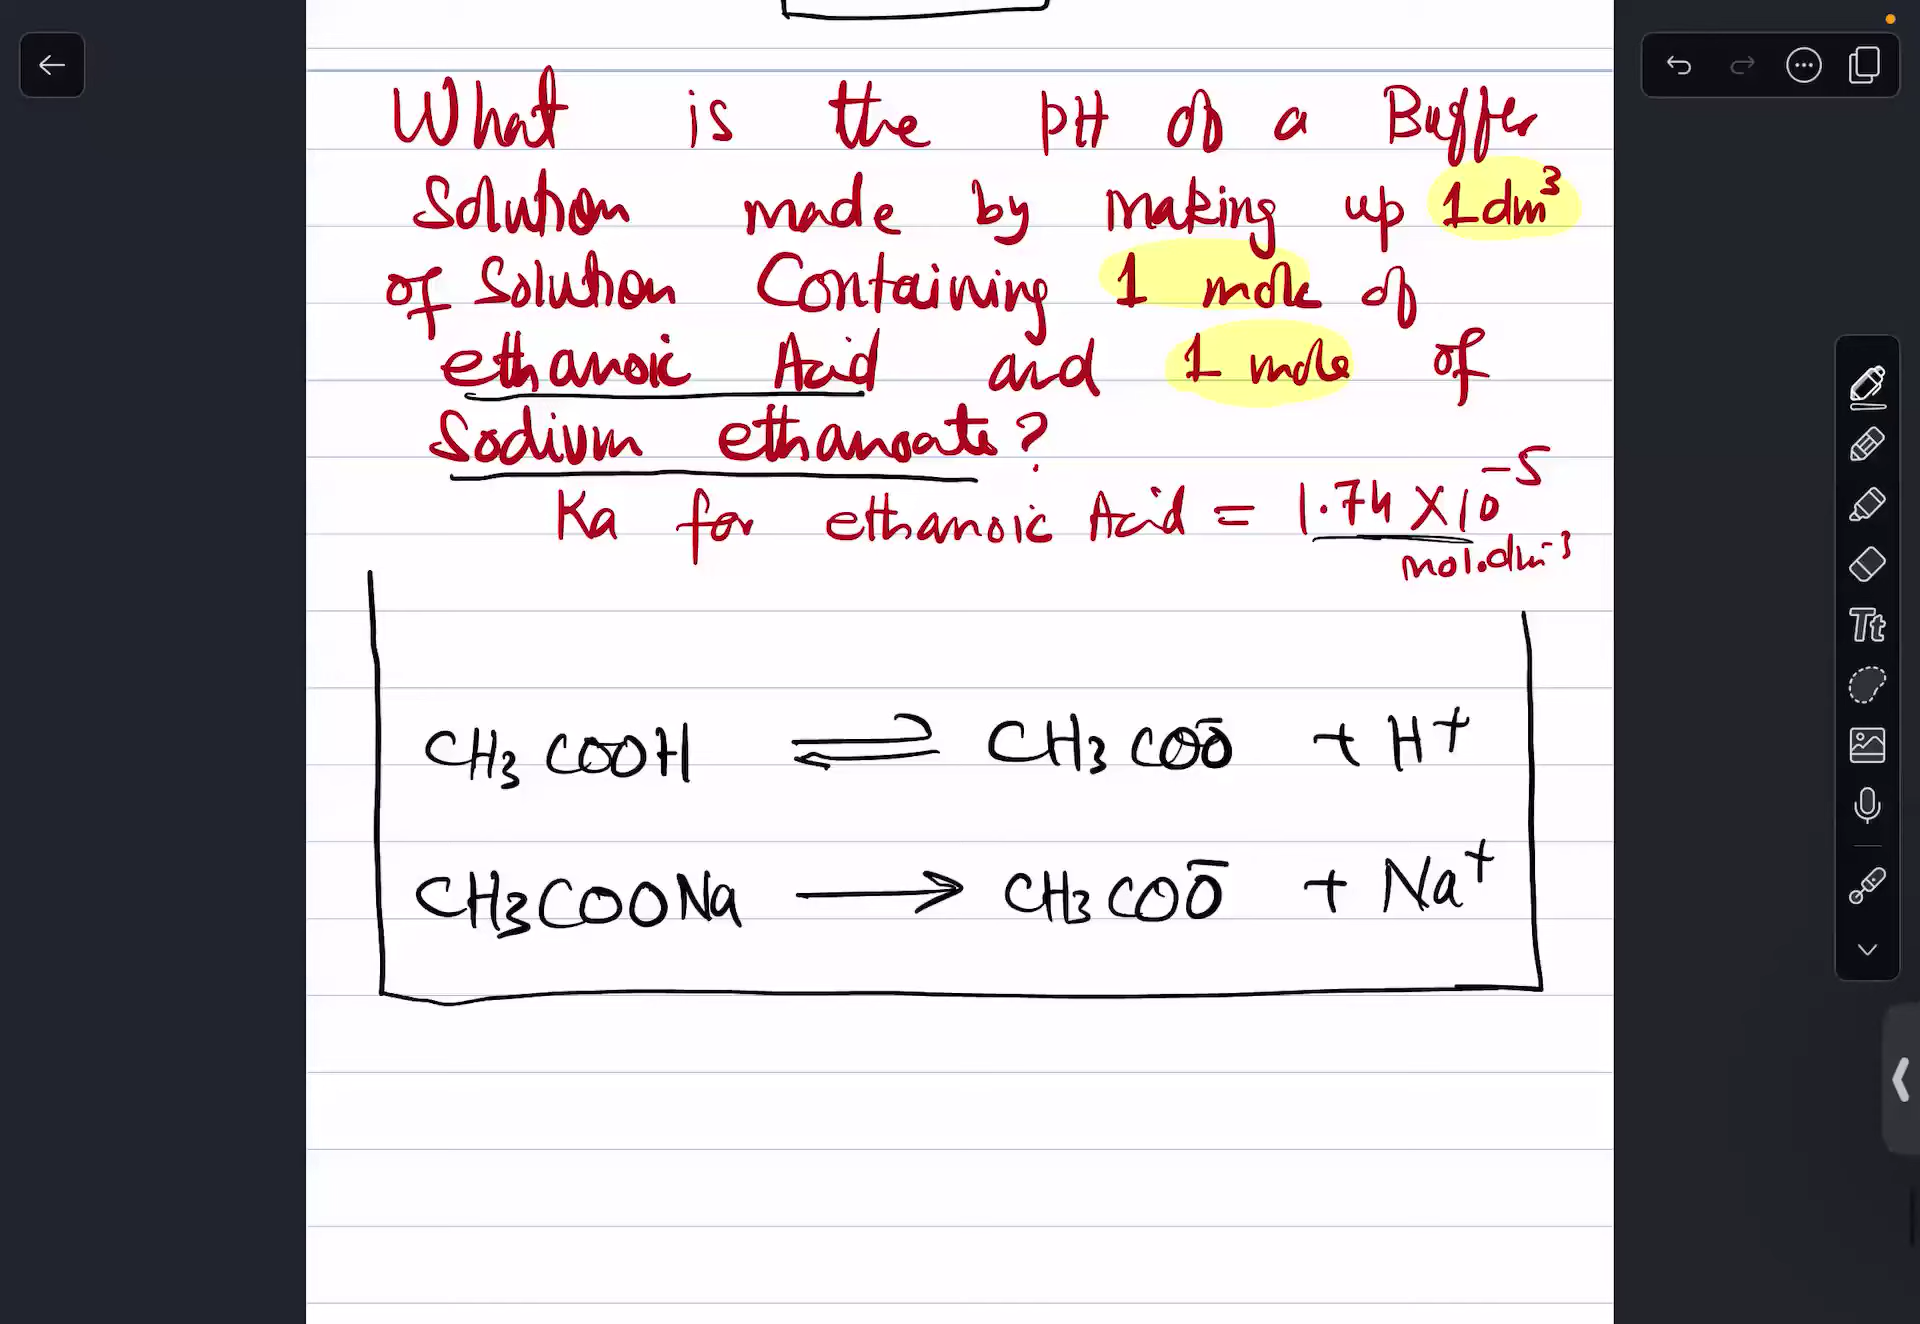 What is the pH of a Buffer
Solution made by making up 1dm³
of Solution Containing 1 mole of
ethanoic Acid and 1 mole of
Sodium ethanoate?
Ka for ethanoic Acid = 1.74 X 10⁻⁵
mol.dm⁻³
CH₃COOH ⇌ CH₃COO⁻ + H⁺
CH₃COONa ⟶ CH₃COO⁻ + Na⁺
Tt